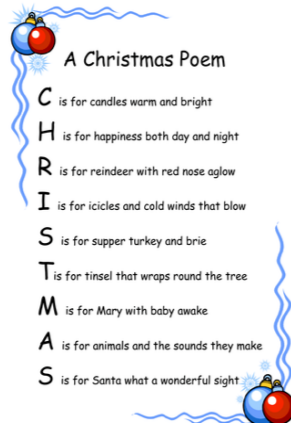 A Christmas Poem
C is for candles warm and bright
H is for happiness both day and night
R is for reindeer with red nose aglow
I is for icicles and cold winds that blow
S is for supper turkey and brie
T is for tinsel that wraps round the tree
M is for Mary with baby awake
A is for animals and the sounds they make
S is for Santa what a wonderful sight